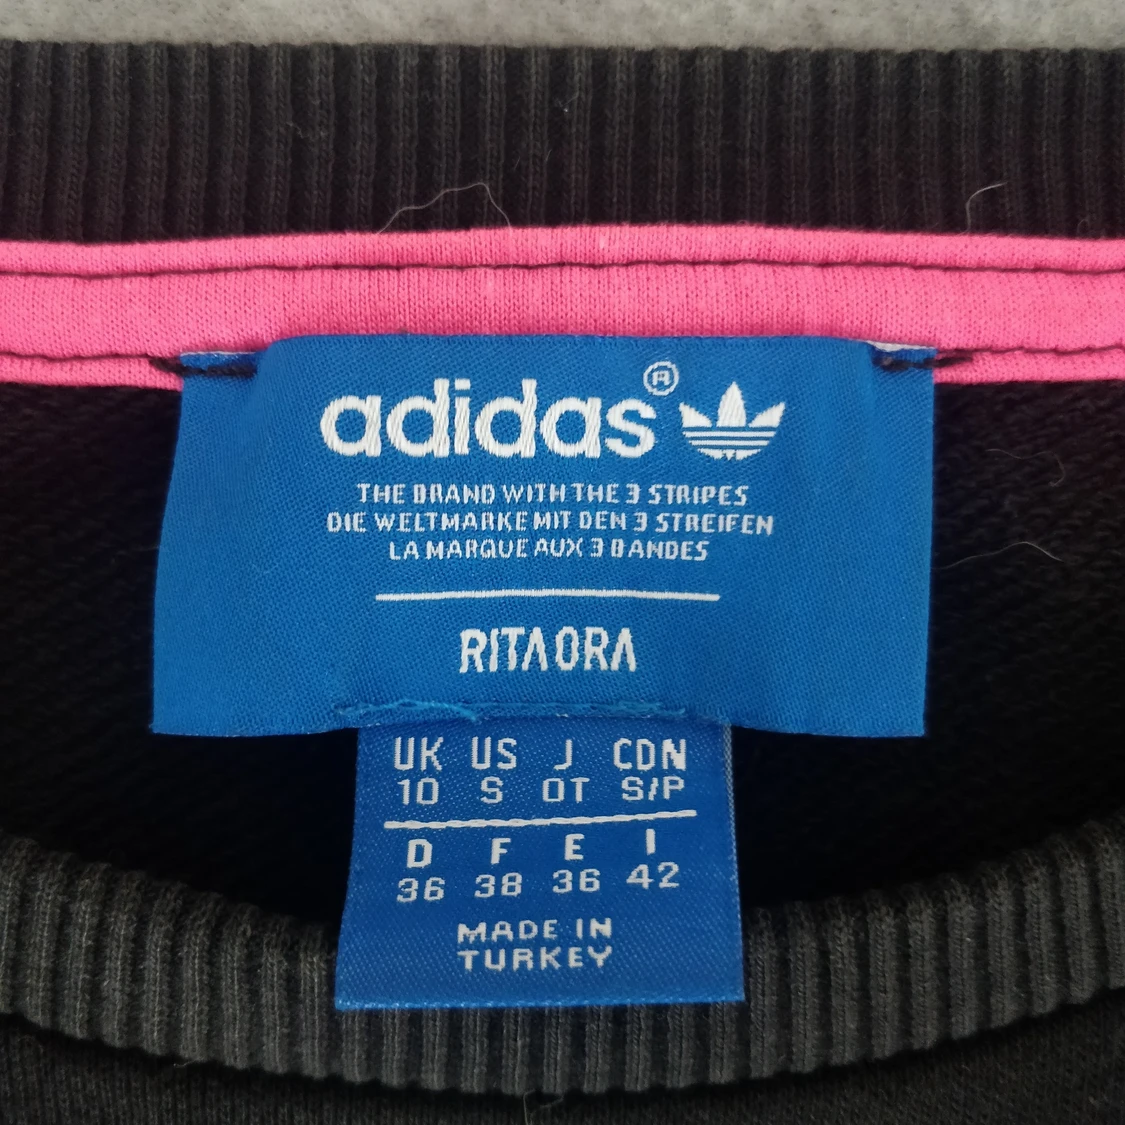 adidas®
THE BRAND WITH THE 3 STRIPES
DIE WELTMARKE MIT DEN 3 STREIFEN
LA MARQUE AUX 3 BANDES
RITA ORA
UK US J CDN
10 S OT S/P
D F E I
36 38 36 42
MADE IN
TURKEY